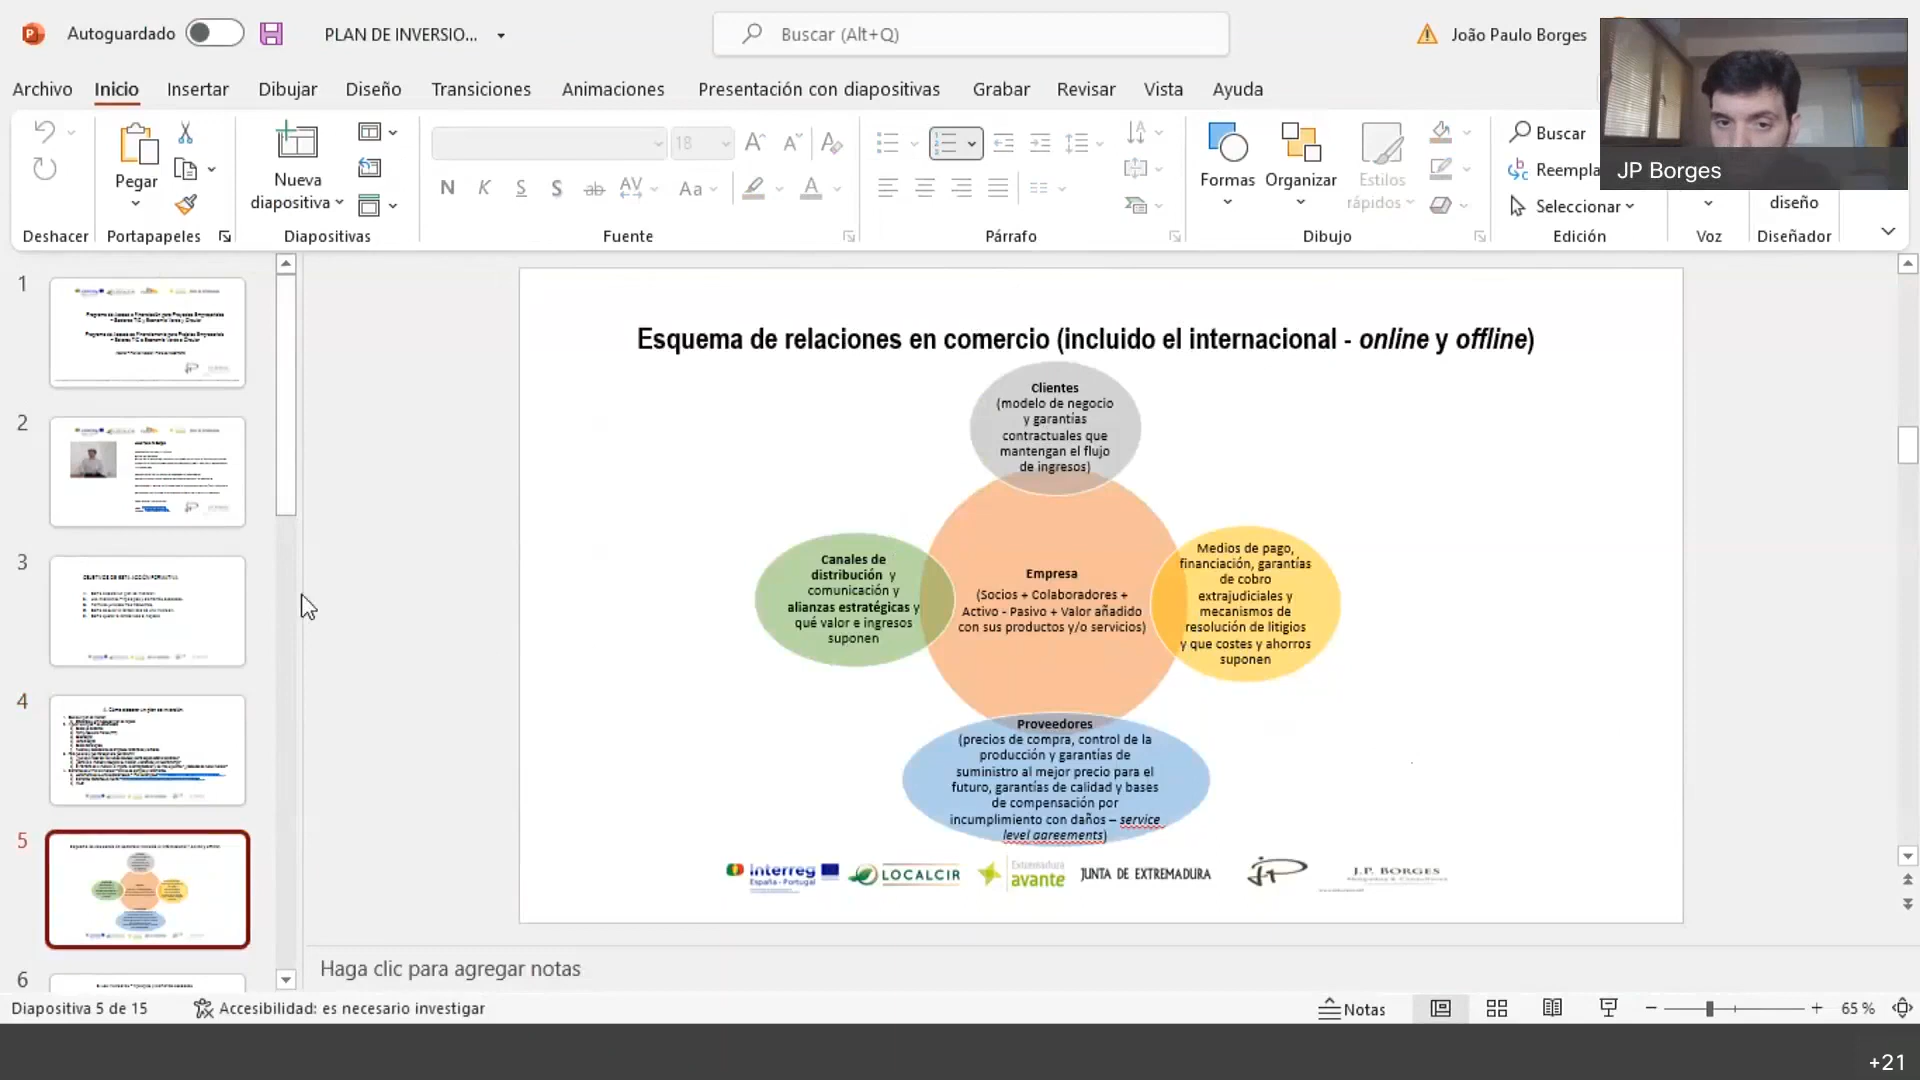 Autoguardado
PLAN DE INVERSIO...
Buscar (Alt+Q)
João Paulo Borges
Archivo Inicio Insertar Dibujar Diseño Transiciones Animaciones Presentación con diapositivas Grabar Revisar Vista Ayuda
Pegar
Nueva
diapositiva
18
N K S S ab AV Aa A
Formas
Organizar
Estilos
rápidos
Buscar
Reempla
Seleccionar
diseño
JP Borges
Deshacer Portapapeles Diapositivas Fuente Párrafo Dibujo Edición Voz Diseñador
1
2
3
4
5
6
Esquema de relaciones en comercio (incluido el internacional - online y offline)
Clientes
(modelo de negocio
y garantías
contractuales que
mantengan el flujo
de ingresos)
Canales de
distribución y
comunicación y
alianzas estratégicas y
qué valor e ingresos
suponen
Empresa
(Socios + Colaboradores +
Activo - Pasivo + Valor añadido
con sus productos y/o servicios)
Medios de pago,
financiación, garantías
de cobro
extrajudiciales y
mecanismos de
resolución de litigios
y que costes y ahorros
suponen
Proveedores
(precios de compra, control de la
producción y garantías de
suministro al mejor precio para el
futuro, garantías de calidad y bases
de compensación por
incumplimiento con daños – service
level agreements)
Interreg
España - Portugal
LOCALCIR
Extremadura
avante
JUNTA DE EXTREMADURA
JP
J.P. BORGES
Haga clic para agregar notas
Diapositiva 5 de 15
Accesibilidad: es necesario investigar
Notas
65 %
+21